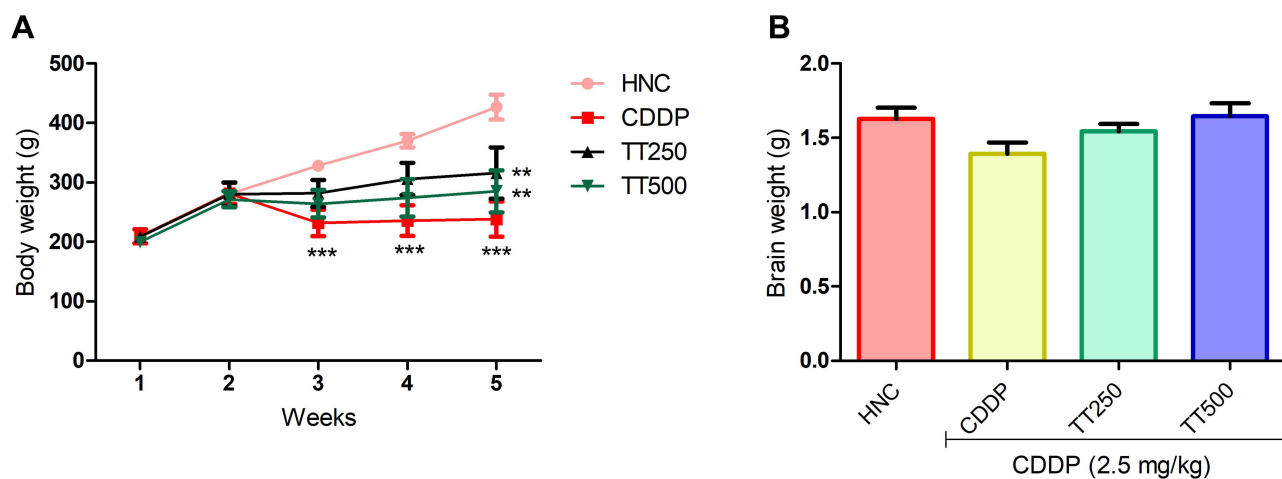 A
Body weight (g)
500
400
300
200
100
0
1 2 3 4 5
Weeks
HNC
CDDP
TT250
TT500
**
**
*** *** ***
B
Brain weight (g)
2.0
1.5
1.0
0.5
0.0
HNC CDDP TT250 TT500
CDDP (2.5 mg/kg)